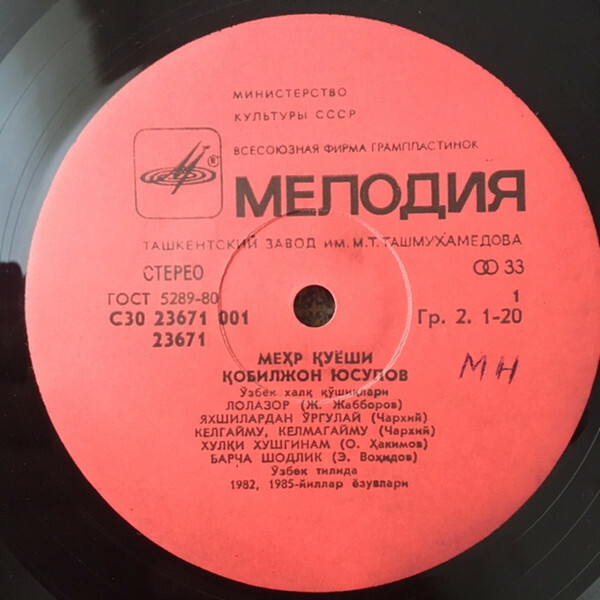 МИНИСТЕРСТВО
КУЛЬТУРЫ СССР
ВСЕСОЮЗНАЯ ФИРМА ГРАМПЛАСТИНОК
®
МЕЛОДИЯ
ТАШКЕНТСКИЙ ЗАВОД ИМ. М.Т. ТАШМУХАМЕДОВА
СТЕРЕО 33
ГОСТ 5289-80 1
С30 23671 001 Гр. 2. 1-20
23671
МЕҲР ҚУЁШИ
ҚОБИЛЖОН ЮСУПОВ
МН
Ўзбек халқ қўшиқлари
ЛОЛАЗОР (Ж. Жабборов)
ЯХШИЛАРДАН ЎРГУЛАЙ (Чархий)
КЕЛГАЙМУ, КЕЛМАГАЙМУ (Чархий)
ХУЛҚИ ХУШГИНАМ (О. Ҳакимов)
БАРЧА ШОДЛИК (Э. Воҳидов)
Ўзбек тилида
1982, 1985-йиллар ёзувлари